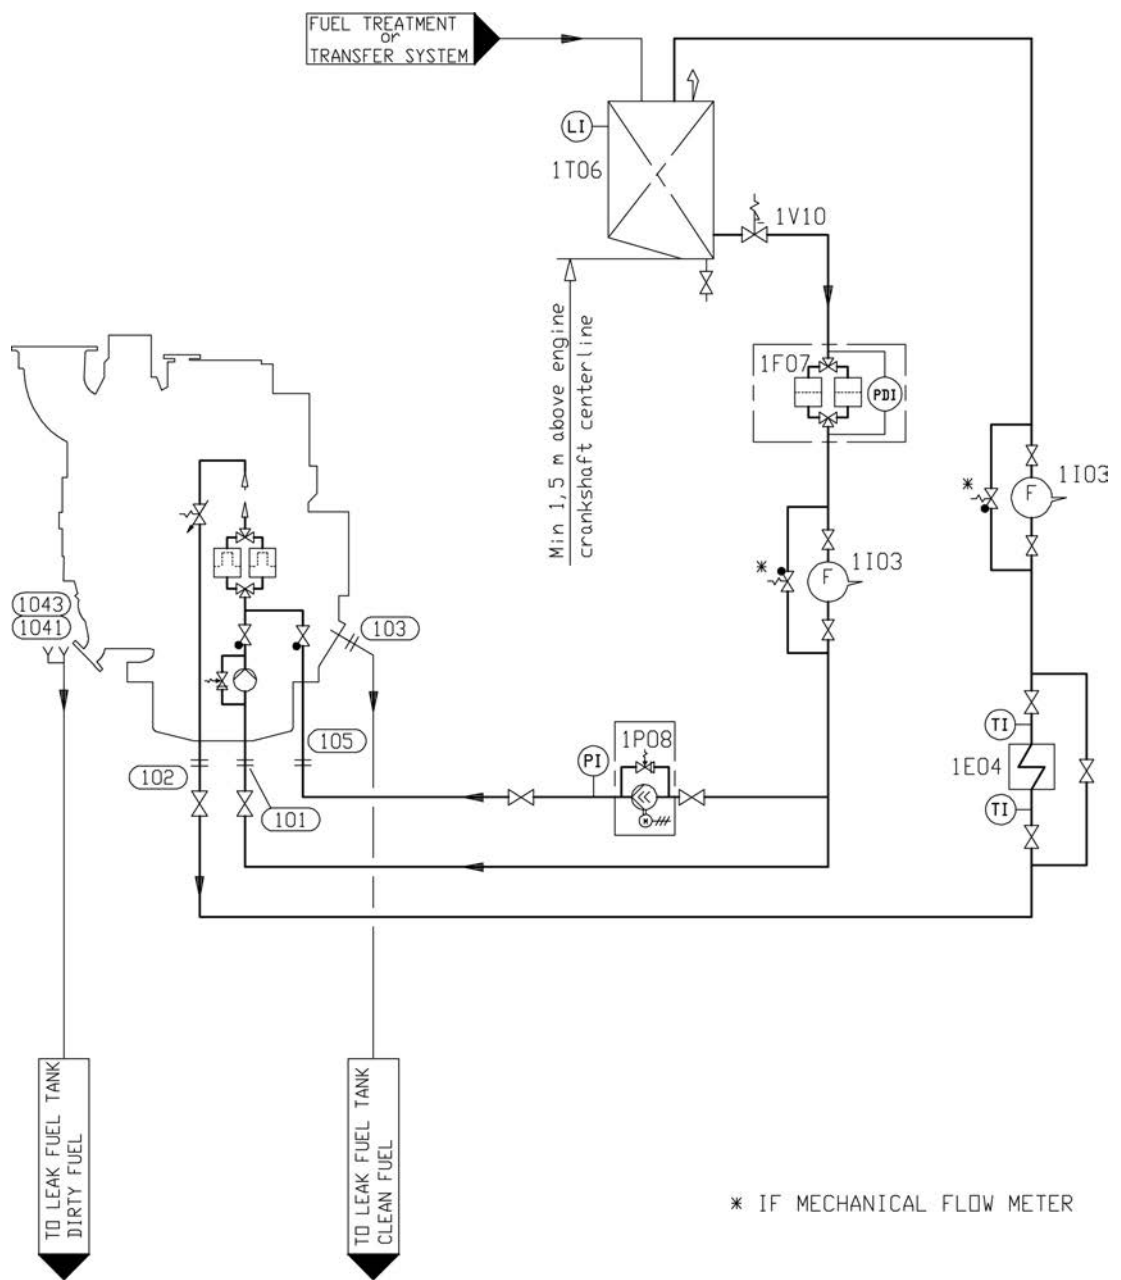 FUEL TREATMENT
or
TRANSFER SYSTEM
LI
1T06
1V10
Min 1,5 m above engine
crankshaft centerline
1F07
PDI
1I03
F
*
1I03
F
*
1043
1041
103
105
102
101
1P08
PI
M
TI
1E04
TI
TO LEAK FUEL TANK
DIRTY FUEL
TO LEAK FUEL TANK
CLEAN FUEL
* IF MECHANICAL FLOW METER